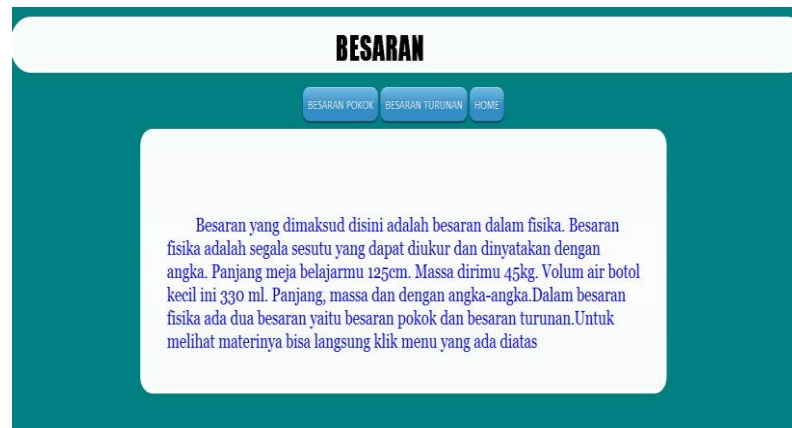 BESARAN
BESARAN POKOK BESARAN TURUNAN HOME
Besaran yang dimaksud disini adalah besaran dalam fisika. Besaran
fisika adalah segala sesutu yang dapat diukur dan dinyatakan dengan
angka. Panjang meja belajarmu 125cm. Massa dirimu 45kg. Volum air botol
kecil ini 330 ml. Panjang, massa dan dengan angka-angka.Dalam besaran
fisika ada dua besaran yaitu besaran pokok dan besaran turunan.Untuk
melihat materinya bisa langsung klik menu yang ada diatas